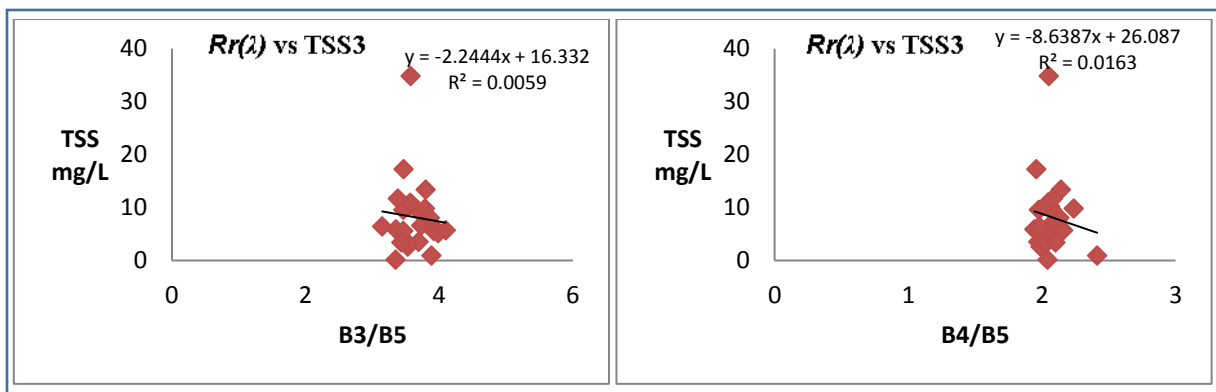 Rr(λ) vs TSS3
y = -2.2444x + 16.332
R² = 0.0059
40
30
20
10
0
TSS
mg/L
0 2 4 6
B3/B5
Rr(λ) vs TSS3
y = -8.6387x + 26.087
R² = 0.0163
40
30
20
10
0
TSS
mg/L
0 1 2 3
B4/B5